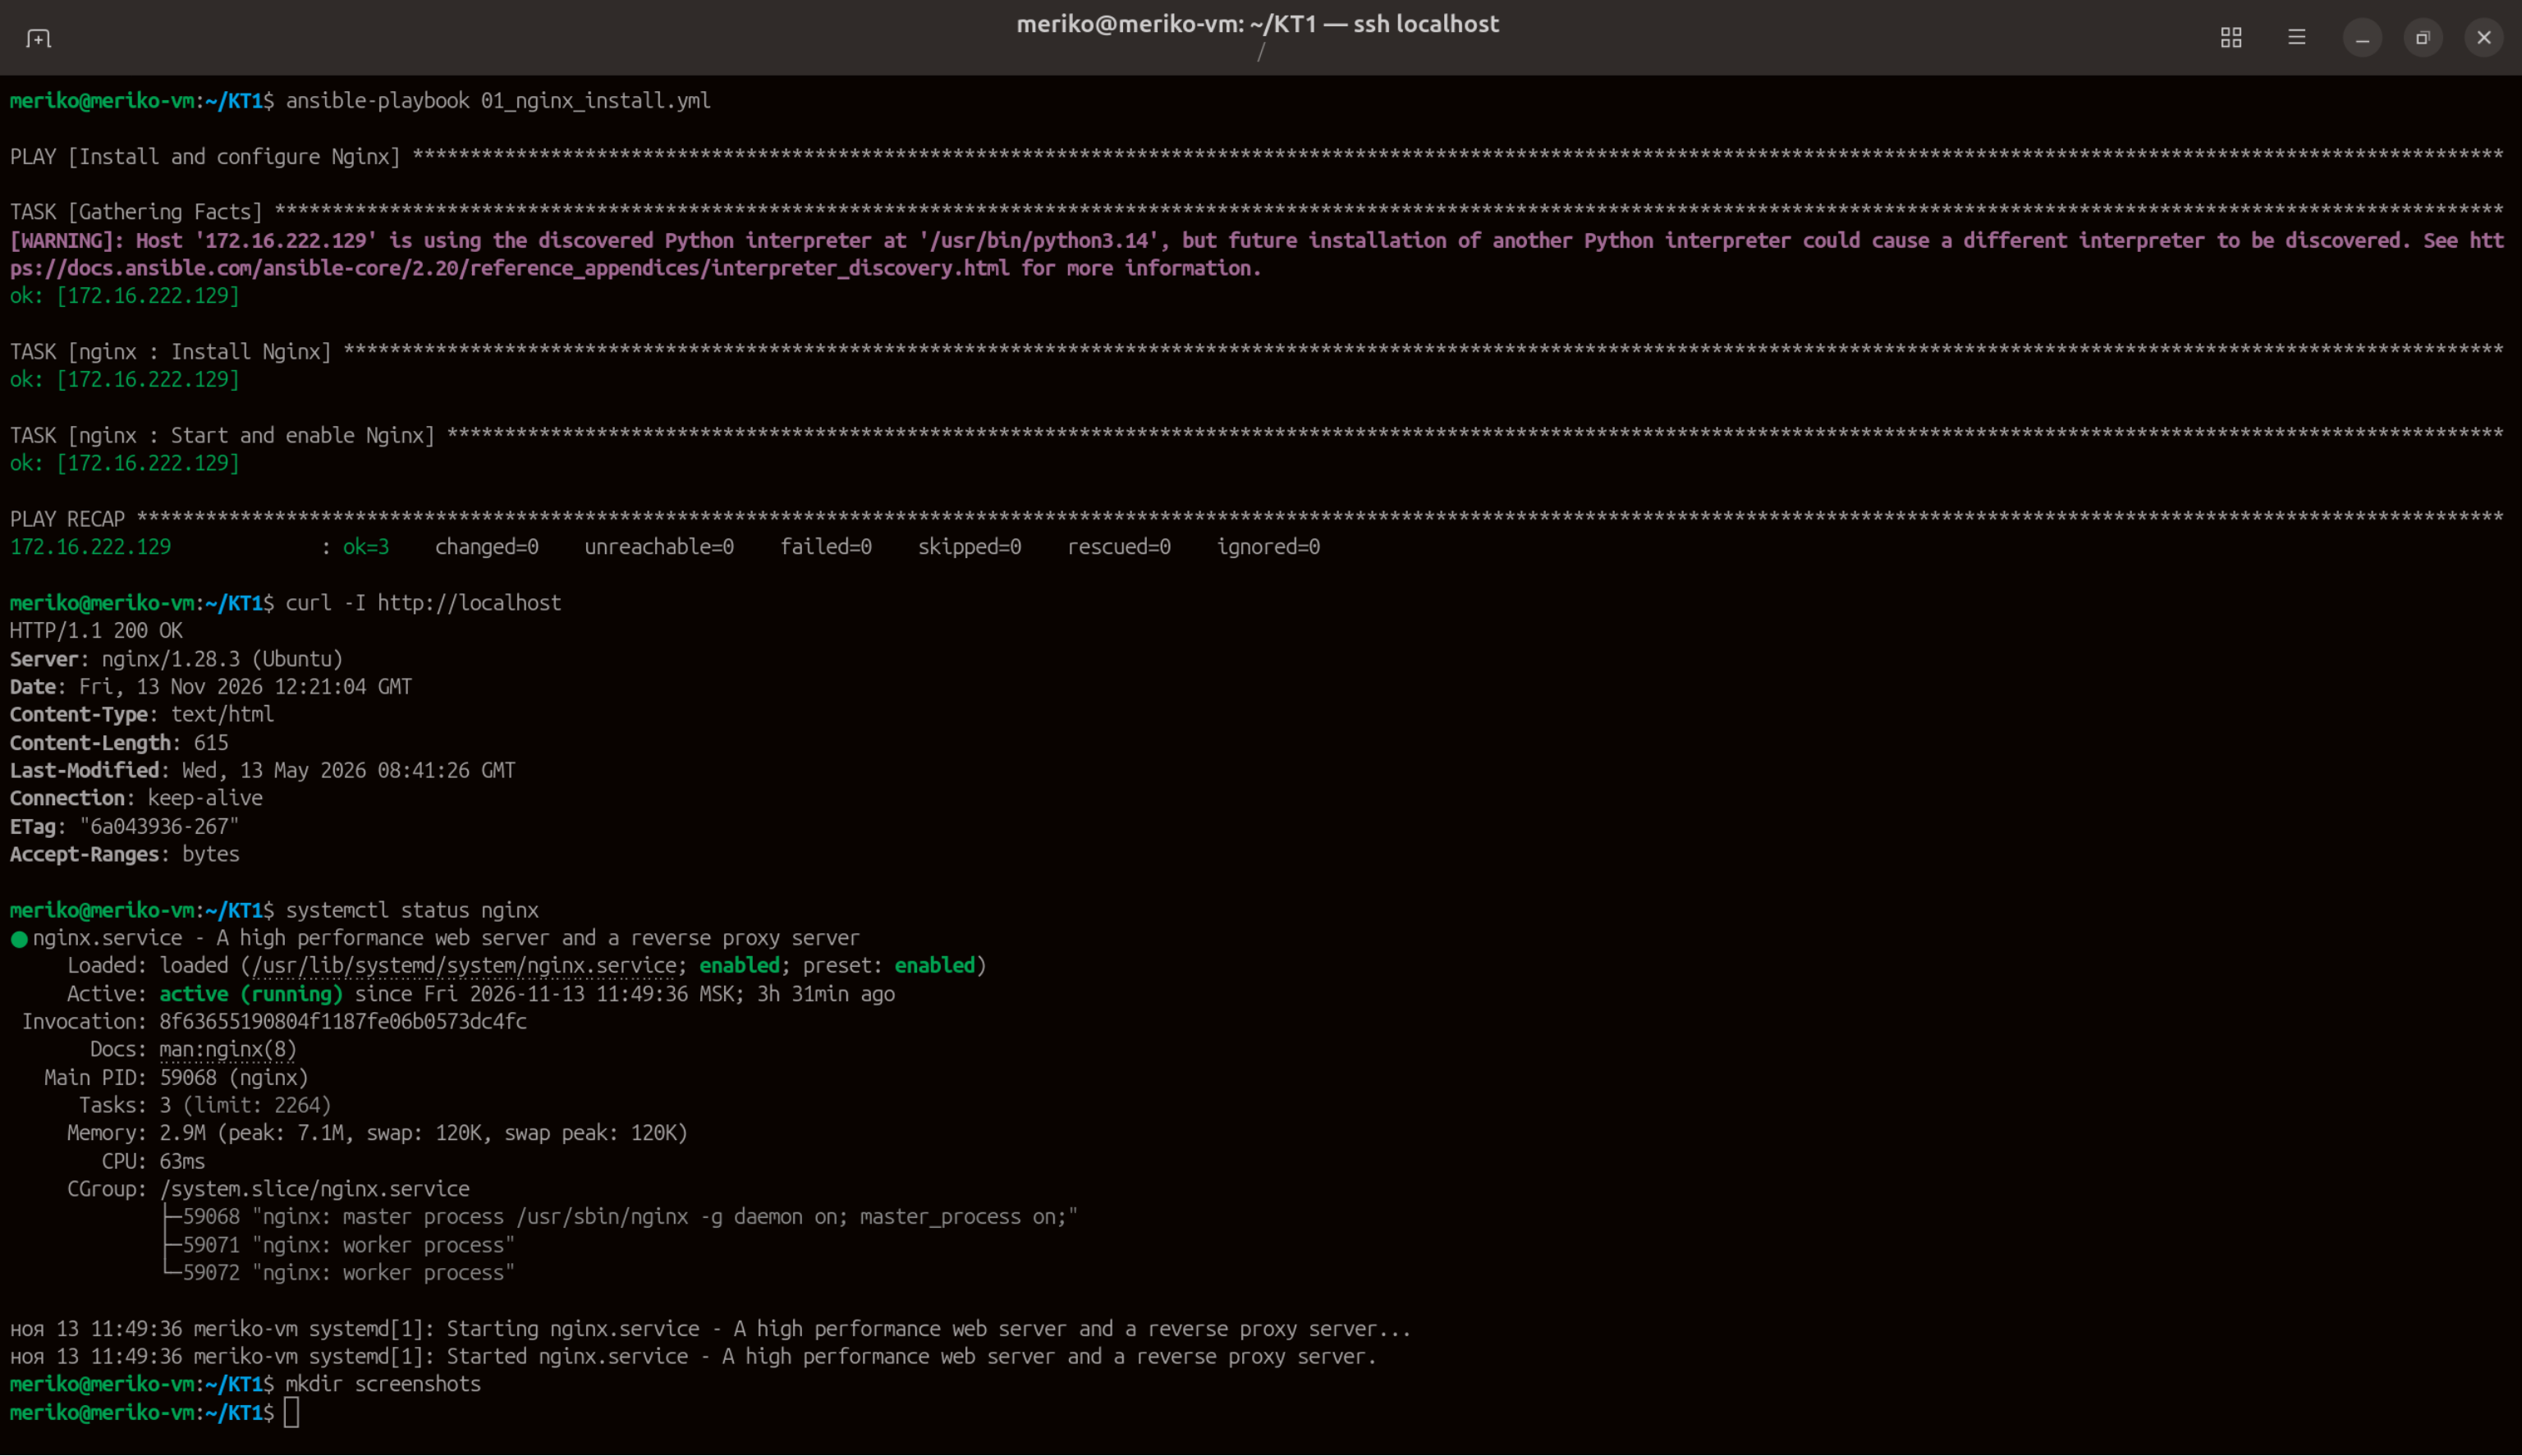 meriko@meriko-vm: ~/KT1 — ssh localhost
/
meriko@meriko-vm:~/KT1$ ansible-playbook 01_nginx_install.yml
PLAY [Install and configure Nginx] ****************************************************************************************************************************************************************************************
TASK [Gathering Facts] ****************************************************************************************************************************************************************************************************
[WARNING]: Host '172.16.222.129' is using the discovered Python interpreter at '/usr/bin/python3.14', but future installation of another Python interpreter could cause a different interpreter to be discovered. See htt
ps://docs.ansible.com/ansible-core/2.20/reference_appendices/interpreter_discovery.html for more information.
ok: [172.16.222.129]
TASK [nginx : Install Nginx] **********************************************************************************************************************************************************************************************
ok: [172.16.222.129]
TASK [nginx : Start and enable Nginx] *************************************************************************************************************************************************************************************
ok: [172.16.222.129]
PLAY RECAP ****************************************************************************************************************************************************************************************************************
172.16.222.129             : ok=3    changed=0    unreachable=0    failed=0    skipped=0    rescued=0    ignored=0
meriko@meriko-vm:~/KT1$ curl -I http://localhost
HTTP/1.1 200 OK
Server: nginx/1.28.3 (Ubuntu)
Date: Fri, 13 Nov 2026 12:21:04 GMT
Content-Type: text/html
Content-Length: 615
Last-Modified: Wed, 13 May 2026 08:41:26 GMT
Connection: keep-alive
ETag: "6a043936-267"
Accept-Ranges: bytes
meriko@meriko-vm:~/KT1$ systemctl status nginx
● nginx.service - A high performance web server and a reverse proxy server
     Loaded: loaded (/usr/lib/systemd/system/nginx.service; enabled; preset: enabled)
     Active: active (running) since Fri 2026-11-13 11:49:36 MSK; 3h 31min ago
 Invocation: 8f63655190804f1187fe06b0573dc4fc
       Docs: man:nginx(8)
   Main PID: 59068 (nginx)
      Tasks: 3 (limit: 2264)
     Memory: 2.9M (peak: 7.1M, swap: 120K, swap peak: 120K)
        CPU: 63ms
     CGroup: /system.slice/nginx.service
             ├─59068 "nginx: master process /usr/sbin/nginx -g daemon on; master_process on;"
             ├─59071 "nginx: worker process"
             └─59072 "nginx: worker process"
ноя 13 11:49:36 meriko-vm systemd[1]: Starting nginx.service - A high performance web server and a reverse proxy server...
ноя 13 11:49:36 meriko-vm systemd[1]: Started nginx.service - A high performance web server and a reverse proxy server.
meriko@meriko-vm:~/KT1$ mkdir screenshots
meriko@meriko-vm:~/KT1$